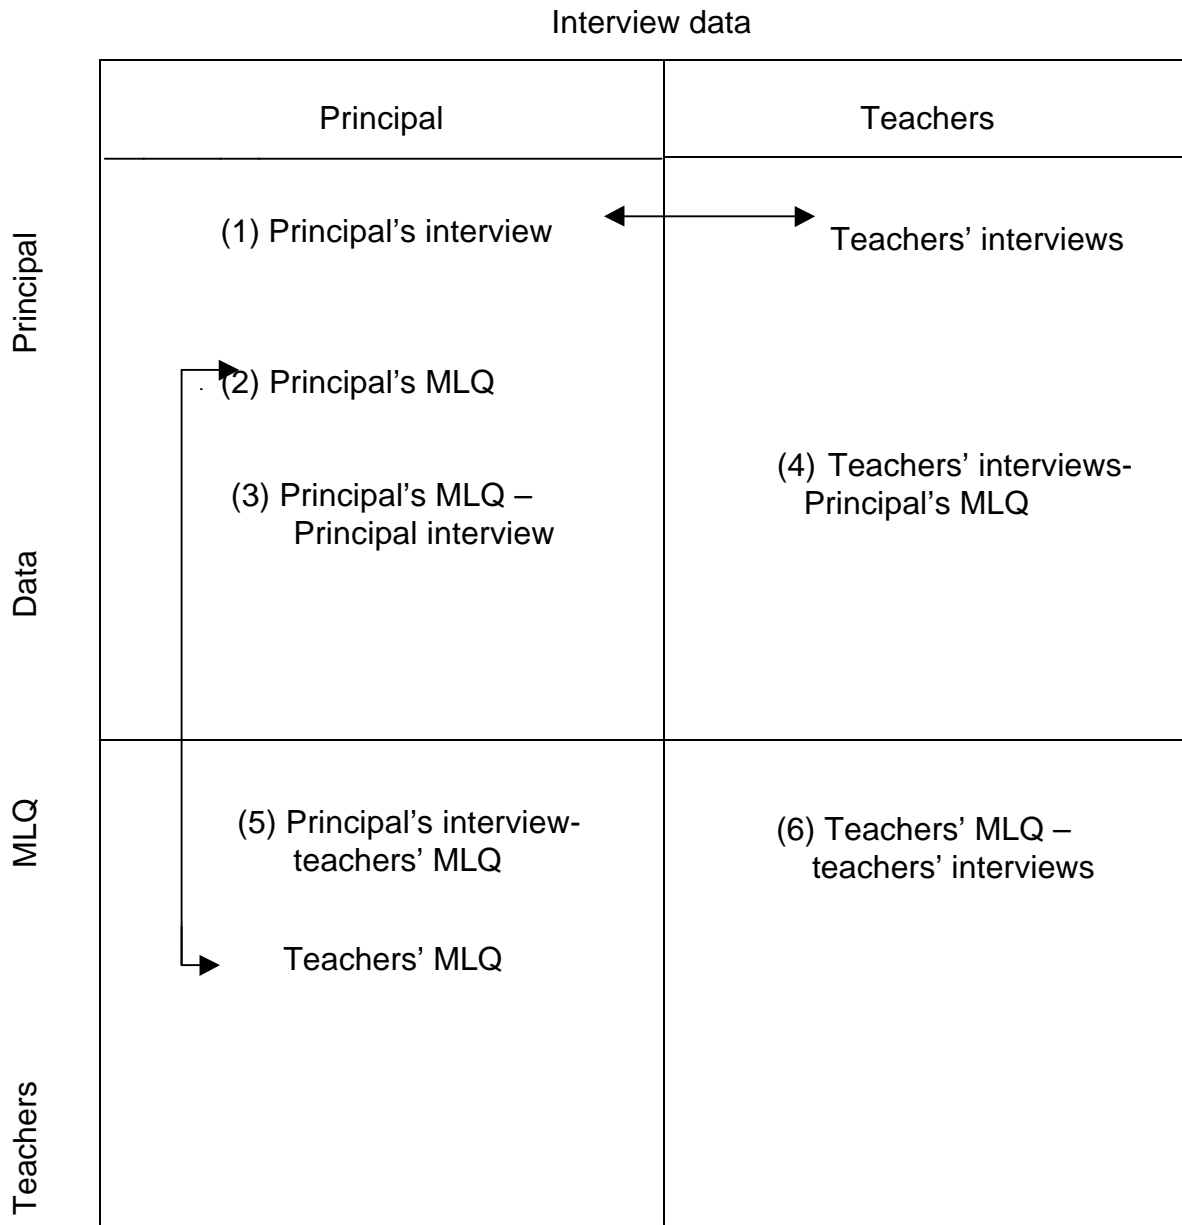 Interview data
Principal
Teachers
Principal
(1) Principal’s interview
Teachers’ interviews
(2) Principal’s MLQ
(3) Principal’s MLQ –
Principal interview
(4) Teachers’ interviews-
Principal’s MLQ
Data
MLQ
(5) Principal’s interview-
teachers’ MLQ
(6) Teachers’ MLQ –
teachers’ interviews
Teachers’ MLQ
Teachers